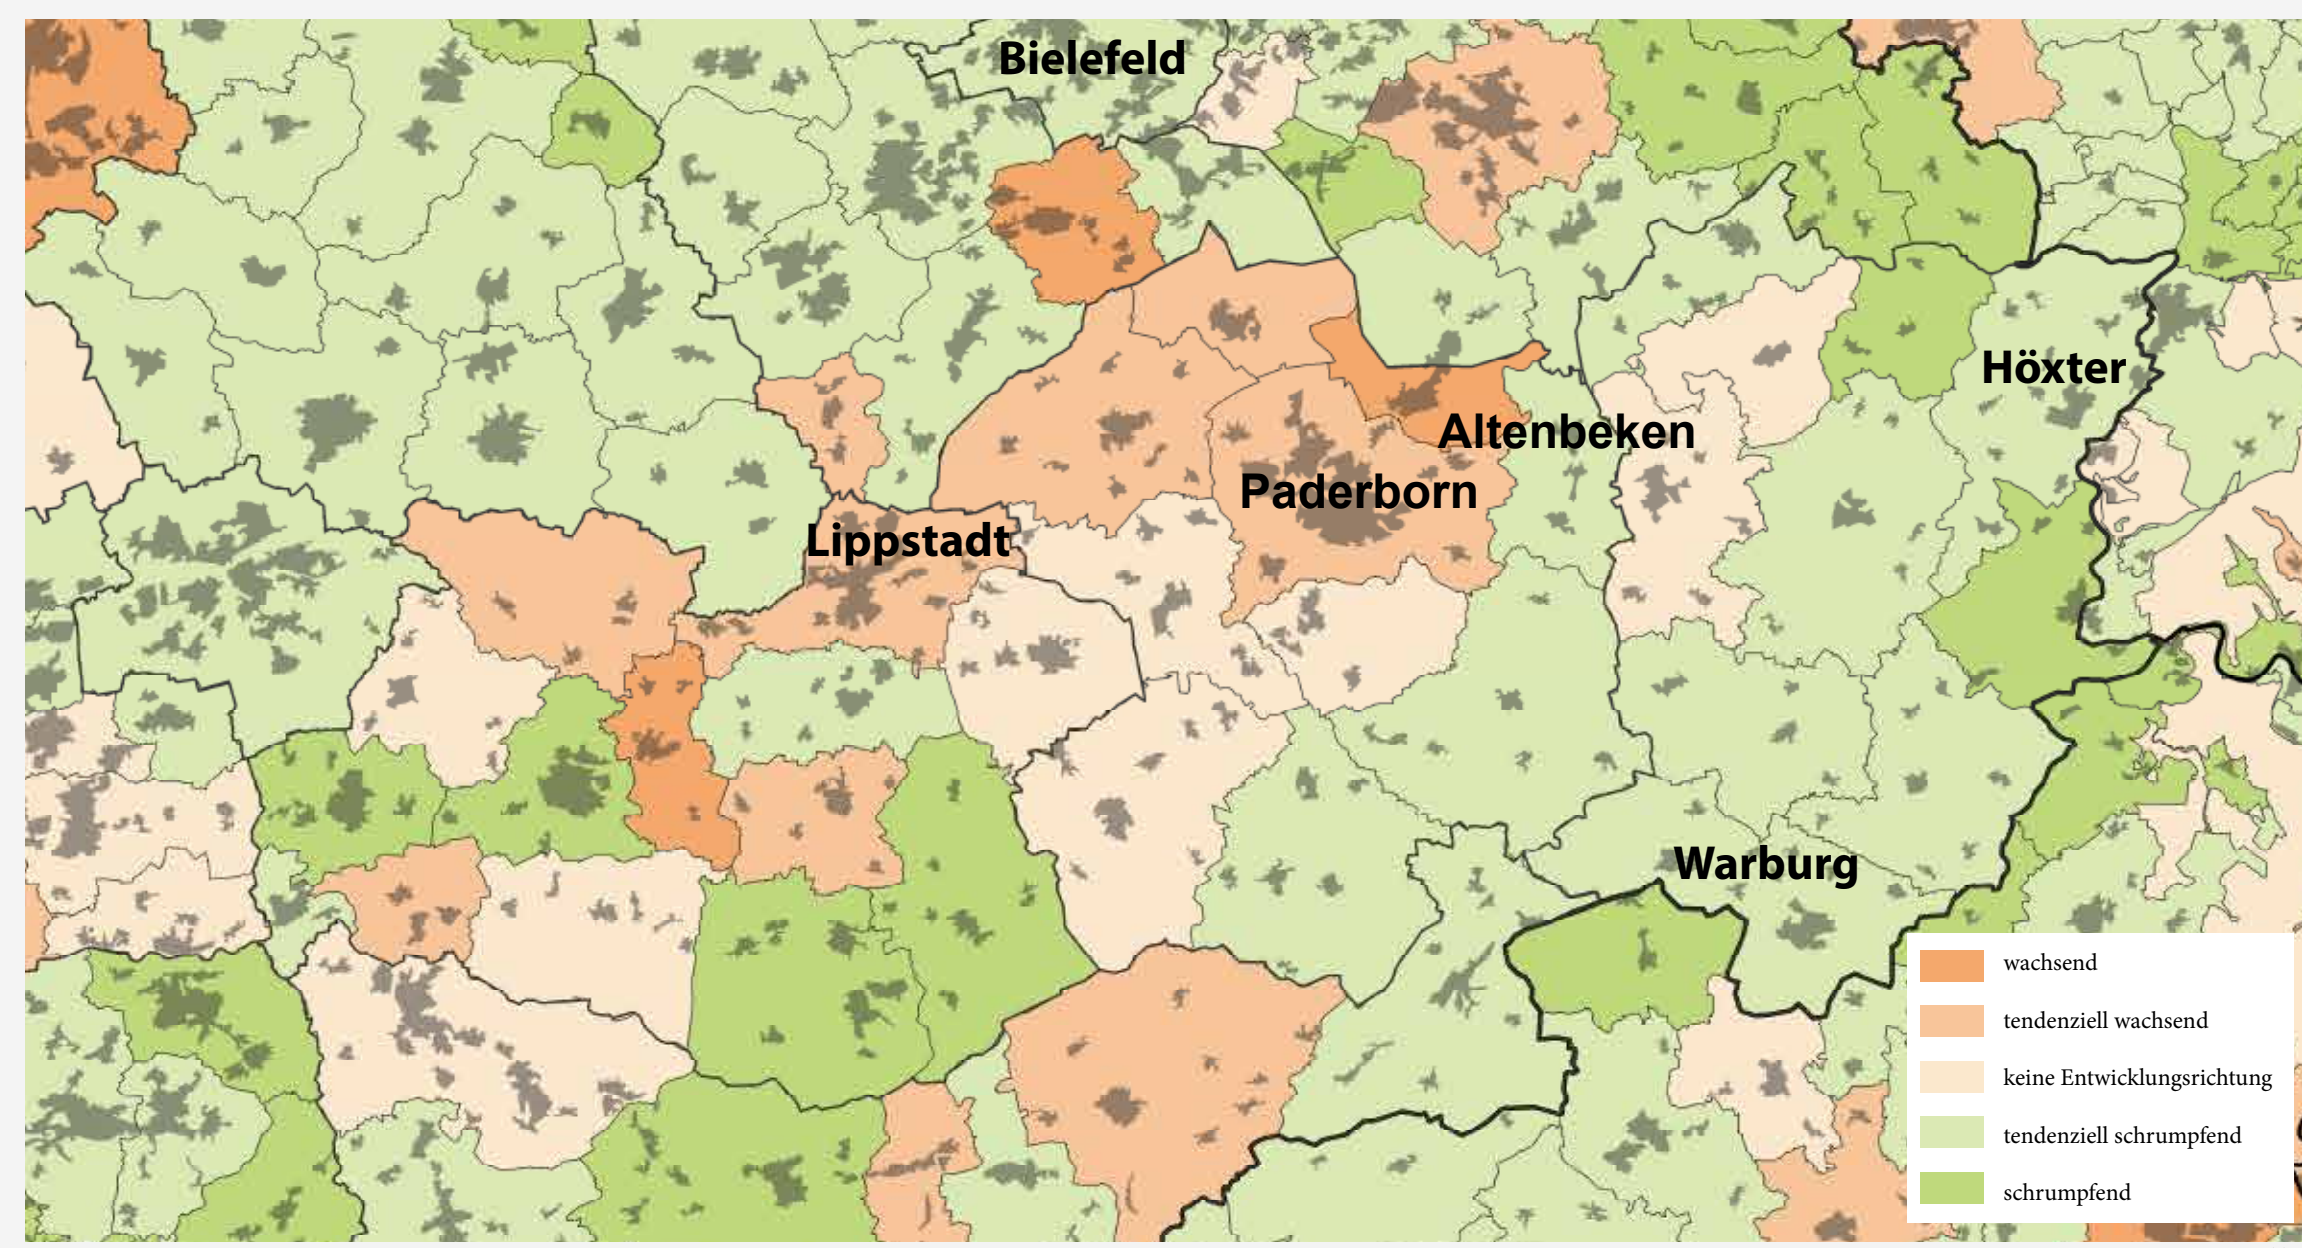 Bielefeld
Höxter
Altenbeken
Paderborn
Lippstadt
Warburg
wachsend
tendenziell wachsend
keine Entwicklungsrichtung
tendenziell schrumpfend
schrumpfend